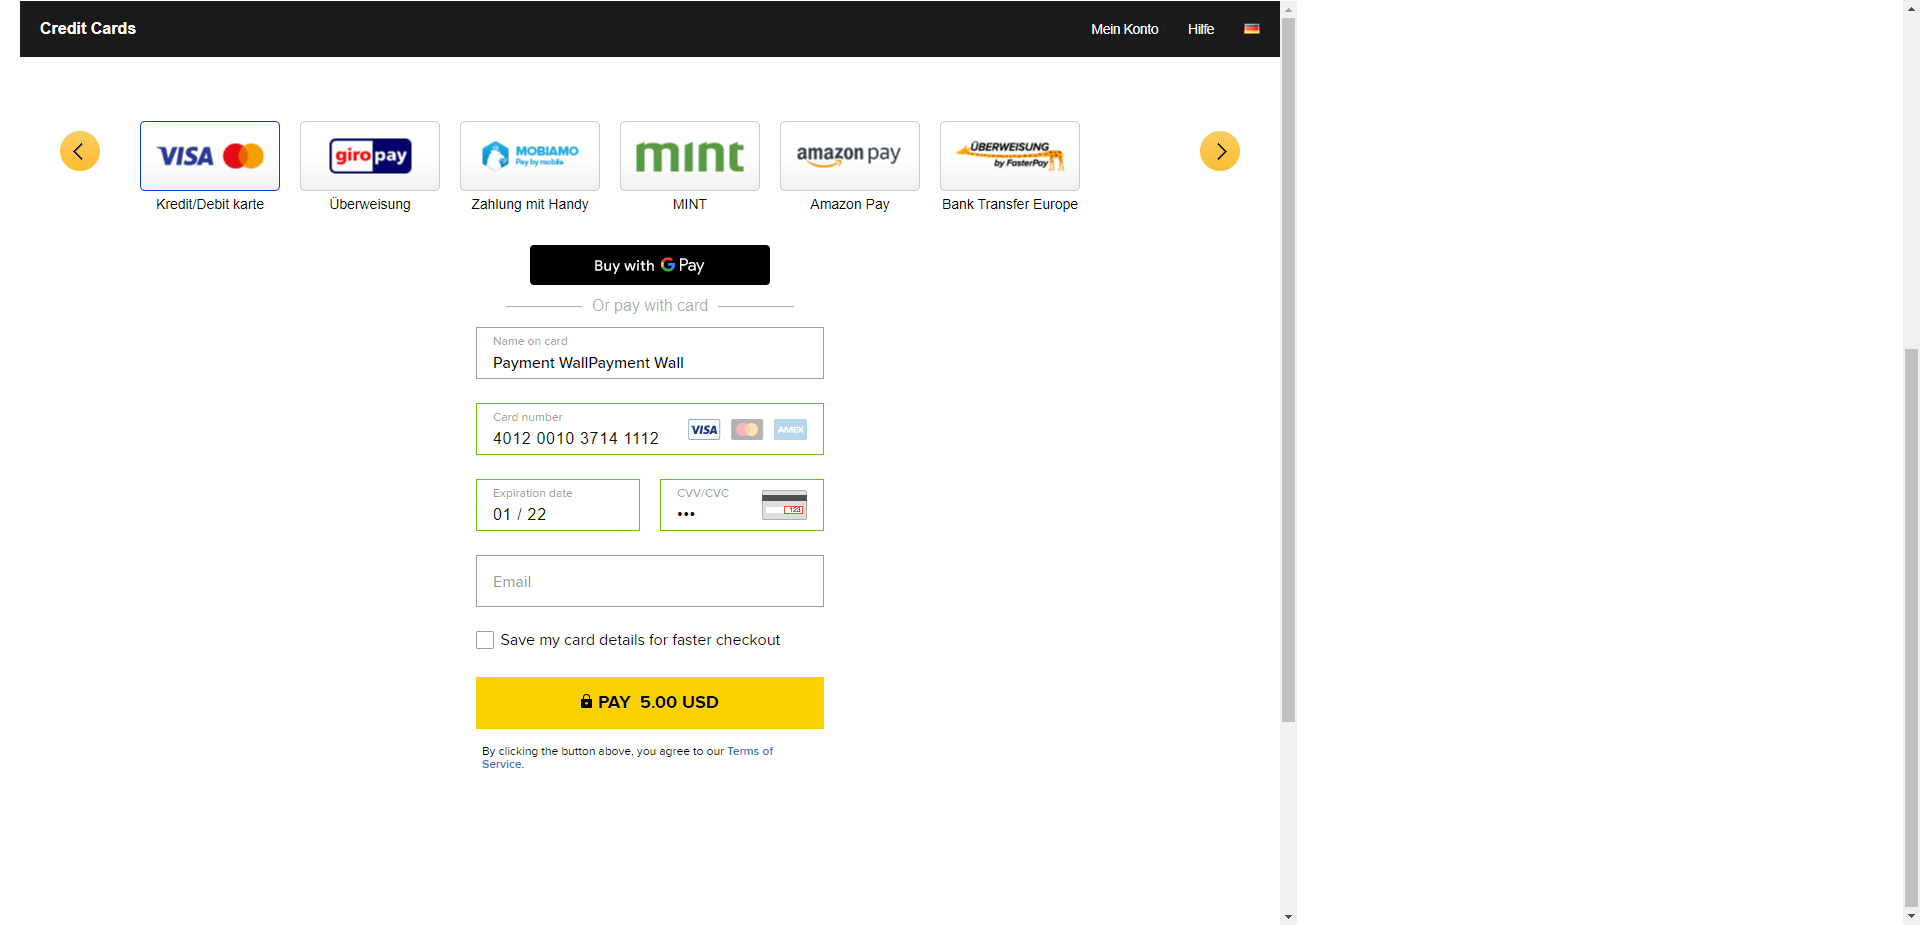 Credit Cards
Mein Konto Hilfe
VISA
giro pay
MOBIAMO
Pay by mobile
mint
amazon pay
ÜBERWEISUNG
by FasterPay
Kredit/Debit karte
Überweisung
Zahlung mit Handy
MINT
Amazon Pay
Bank Transfer Europe
Buy with G Pay
Or pay with card
Name on card
Payment WallPayment Wall
Card number
4012 0010 3714 1112
VISA
AMEX
Expiration date
01 / 22
CVV/CVC
•••
123
Email
Save my card details for faster checkout
PAY 5.00 USD
By clicking the button above, you agree to our Terms of
Service.